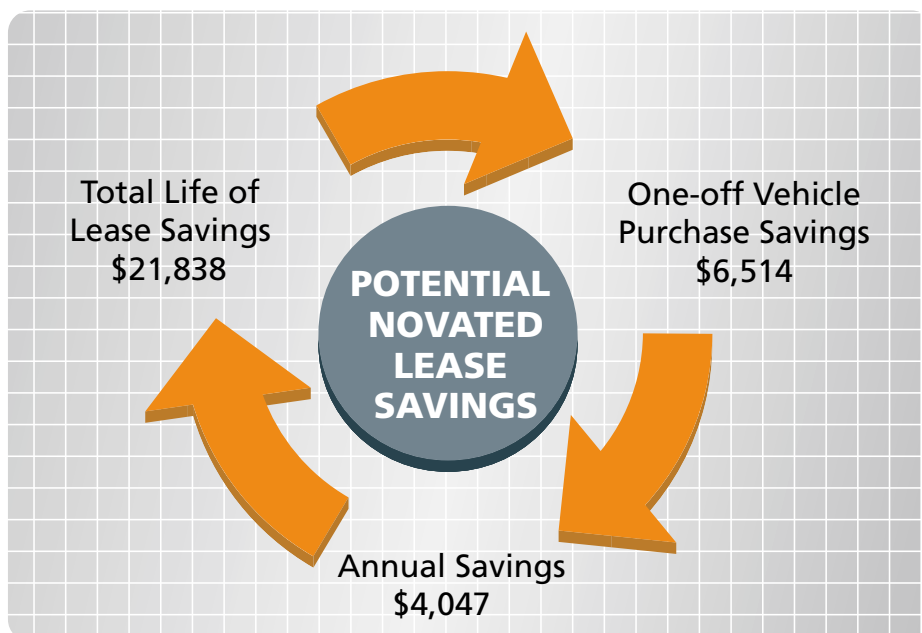 Total Life of
Lease Savings
$21,838
One-off Vehicle
Purchase Savings
$6,514
POTENTIAL
NOVATED
LEASE
SAVINGS
Annual Savings
$4,047